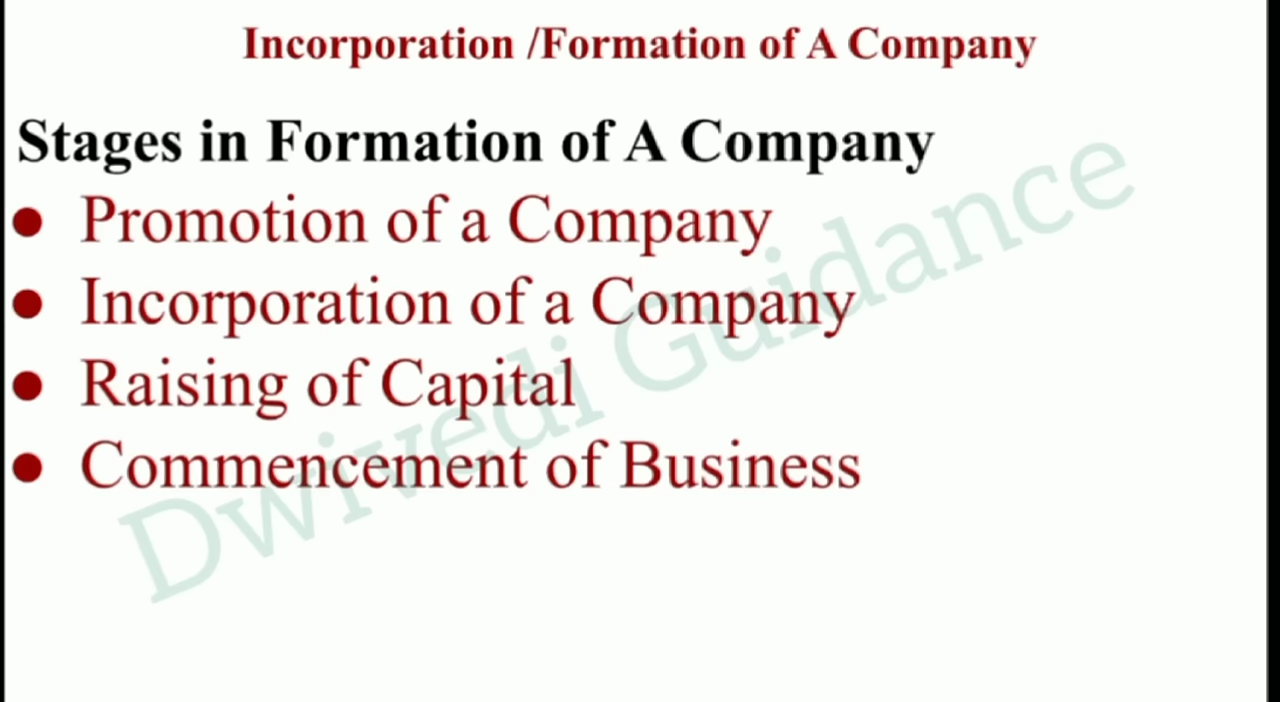 Incorporation /Formation of A Company
Stages in Formation of A Company
● Promotion of a Company
● Incorporation of a Company
● Raising of Capital
● Commencement of Business
Dwivedi Guidance